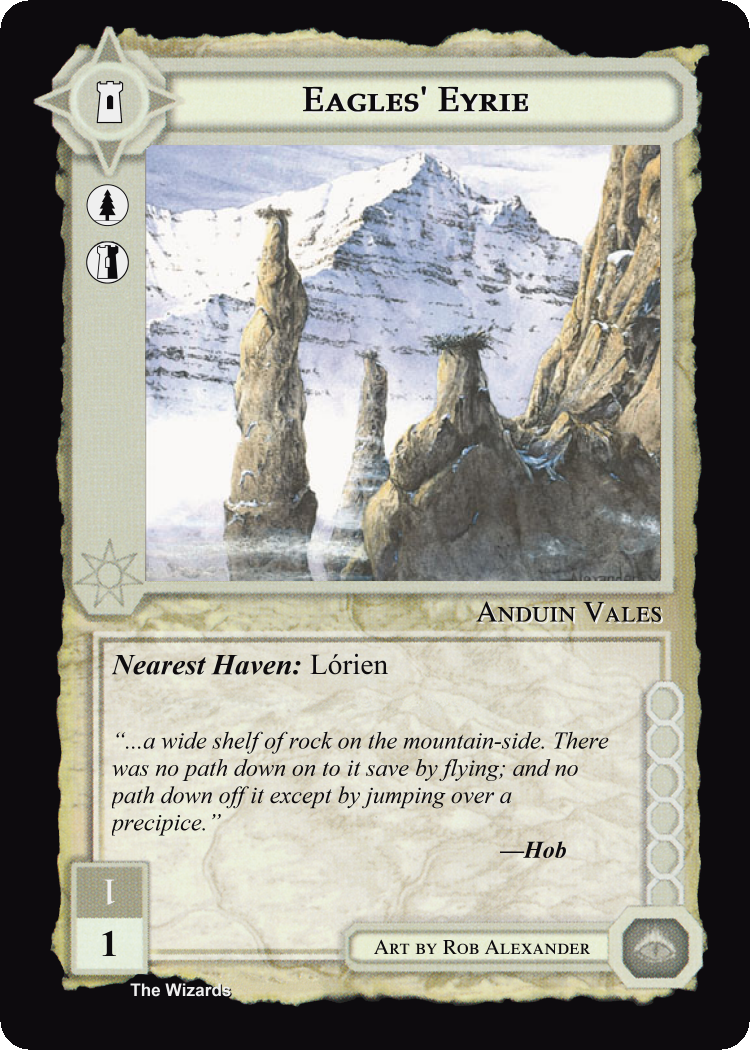 Eagles' Eyrie
Alexander
Anduin Vales
Nearest Haven: Lórien
“...a wide shelf of rock on the mountain-side. There
was no path down on to it save by flying; and no
path down off it except by jumping over a
precipice.”
—Hob
1
1
Art by Rob Alexander
The Wizards